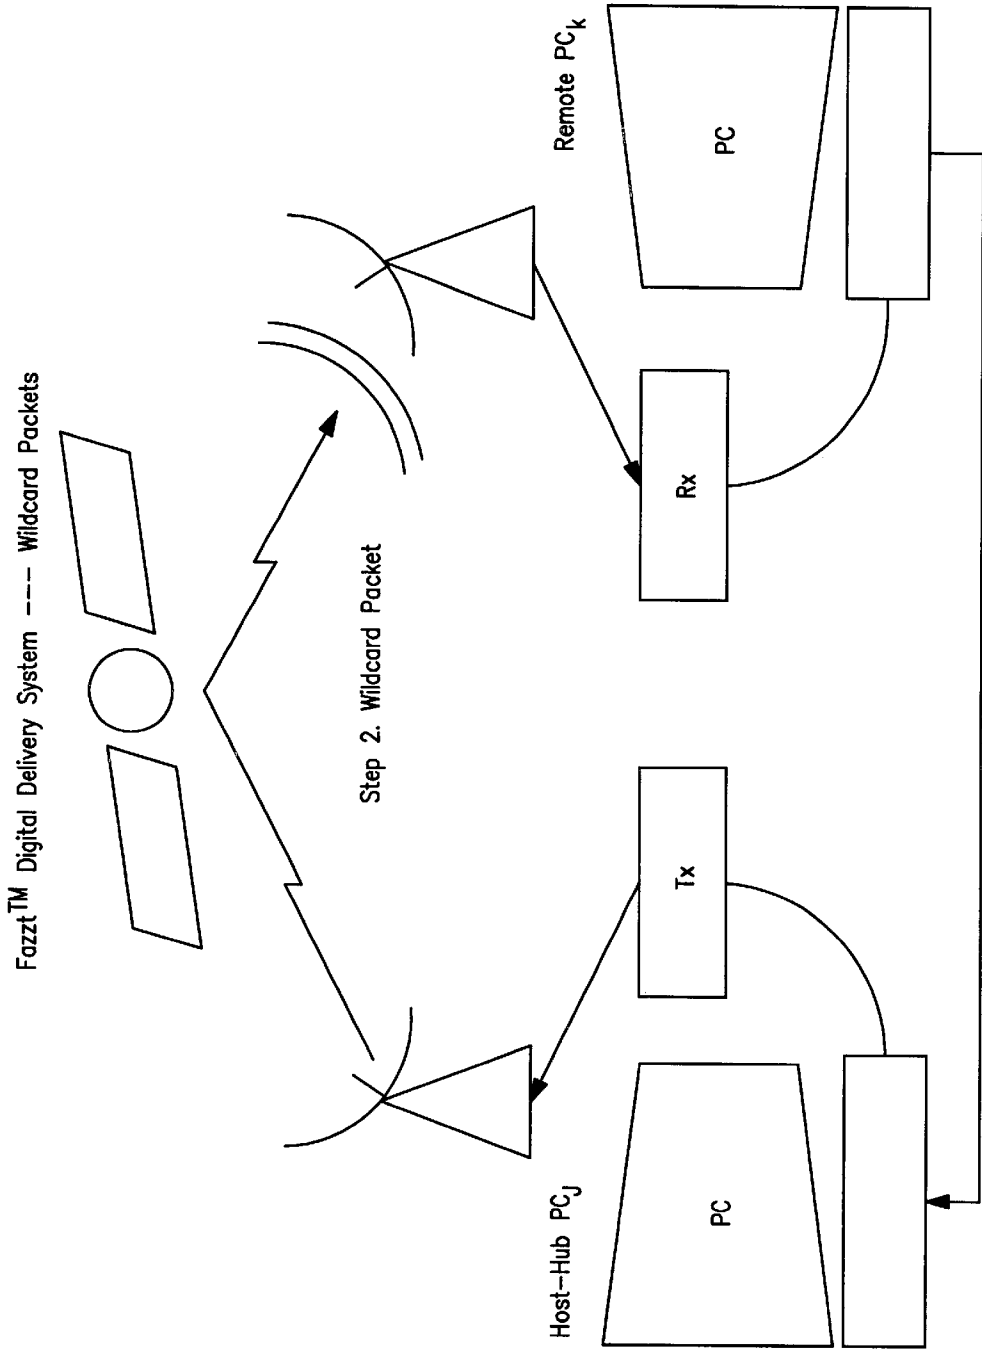 Fazzt™ Digital Delivery System --- Wildcard Packets
Step 2. Wildcard Packet
Host-Hub PCJ
Remote PCk
PC
Tx
Rx
PC